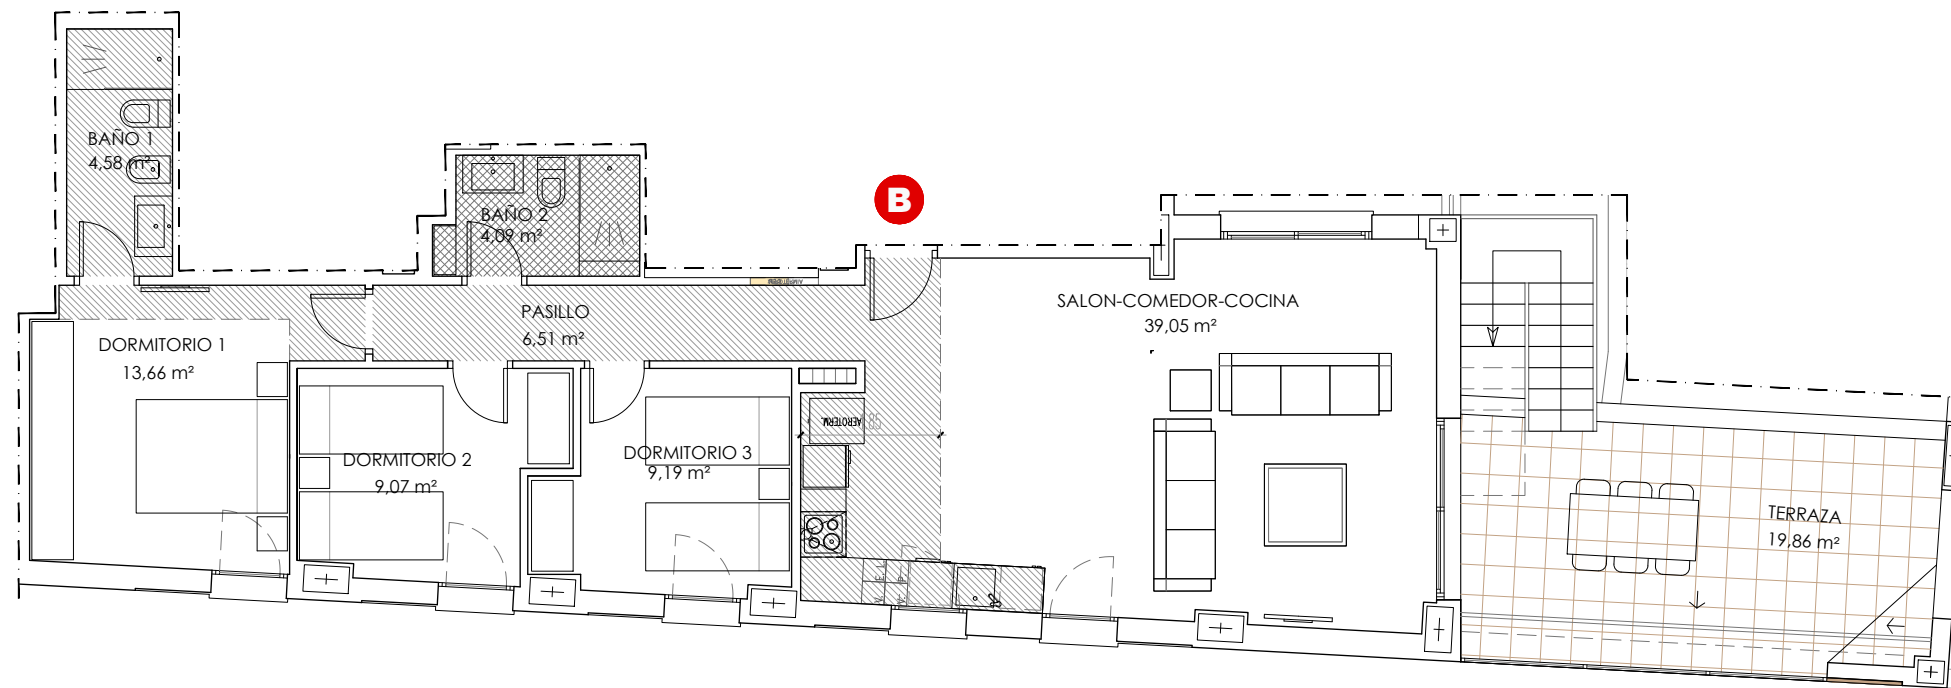 BAÑO 1
4,58 m²
BAÑO 2
4,09 m²
B
PASILLO
6,51 m²
SALON-COMEDOR-COCINA
39,05 m²
DORMITORIO 1
13,66 m²
DORMITORIO 2
9,07 m²
DORMITORIO 3
9,19 m²
AEROTERM.
TERRAZA
19,86 m²